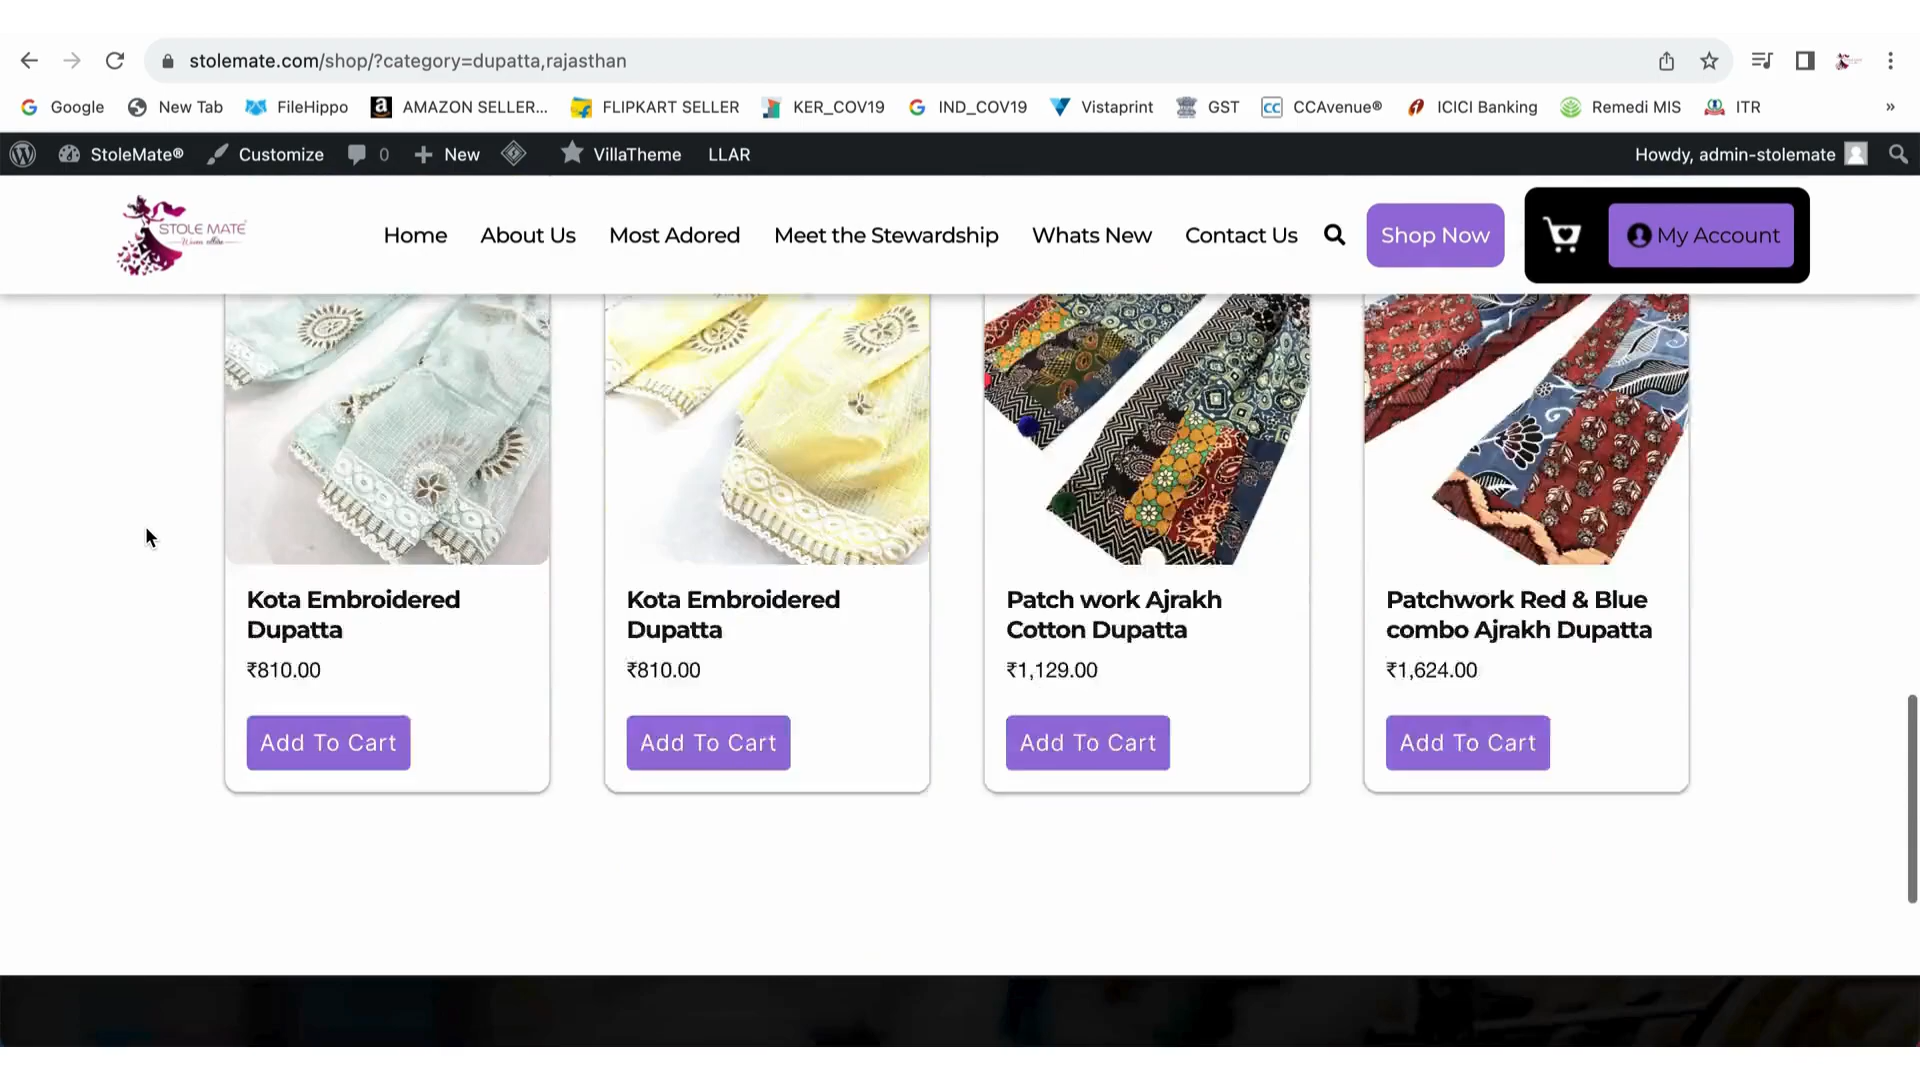 stolemate.com/shop/?category=dupatta,rajasthan
Google New Tab FileHippo AMAZON SELLER... FLIPKART SELLER KER_COV19 IND_COV19 Vistaprint GST CCAvenue® ICICI Banking Remedi MIS ITR »
StoleMate® Customize 0 New VillaTheme LLAR Howdy, admin-stolemate
STOLE MATE
Home About Us Most Adored Meet the Stewardship Whats New Contact Us Shop Now My Account
Kota Embroidered
Dupatta
₹810.00
Add To Cart
Kota Embroidered
Dupatta
₹810.00
Add To Cart
Patch work Ajrakh
Cotton Dupatta
₹1,129.00
Add To Cart
Patchwork Red & Blue
combo Ajrakh Dupatta
₹1,624.00
Add To Cart